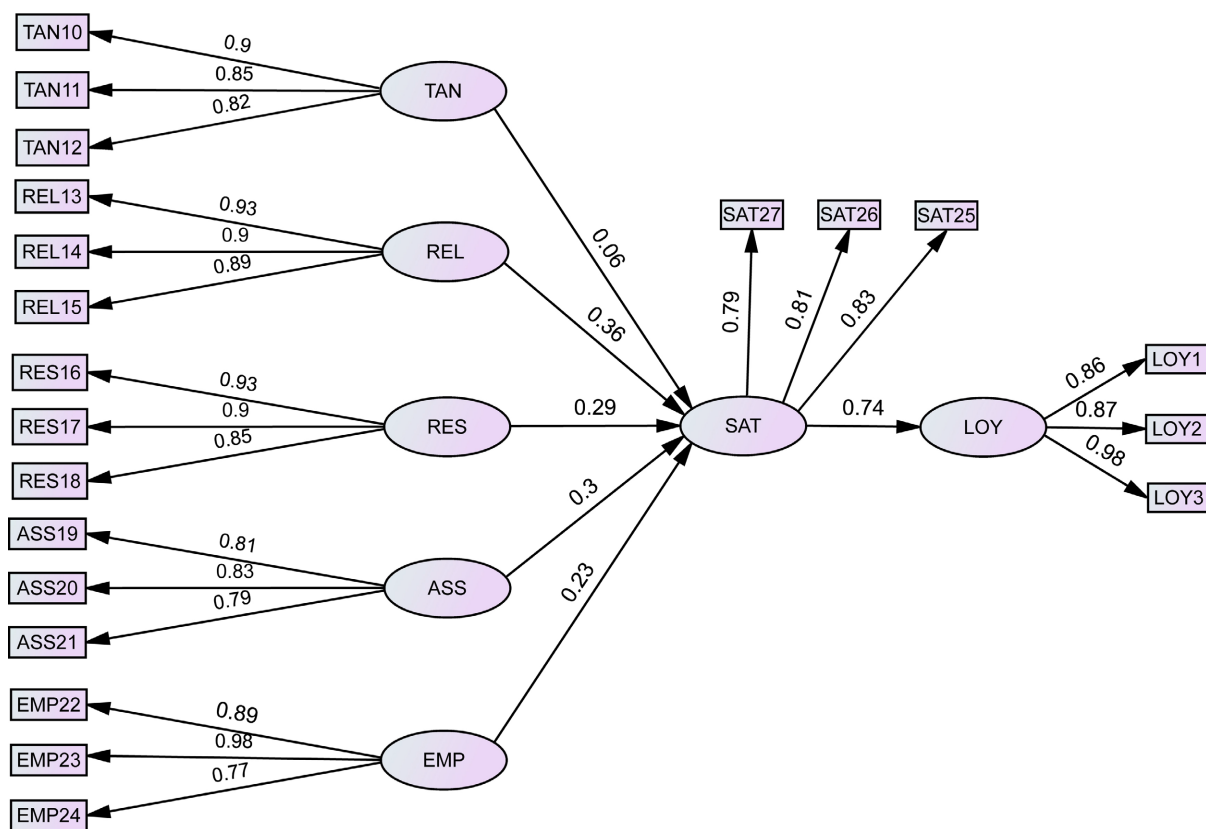 TAN10
0.9
TAN11
0.85
TAN
TAN12
0.82
REL13
0.93
REL14
0.9
REL
REL15
0.89
0.06
0.36
SAT27
SAT26
SAT25
0.79
0.81
0.83
RES16
0.93
RES17
0.9
RES
0.29
RES18
0.85
SAT
0.74
LOY
0.86
LOY1
0.87
LOY2
0.98
LOY3
ASS19
0.81
ASS20
0.83
ASS
0.3
ASS21
0.79
0.23
EMP22
0.89
EMP23
0.98
EMP
EMP24
0.77